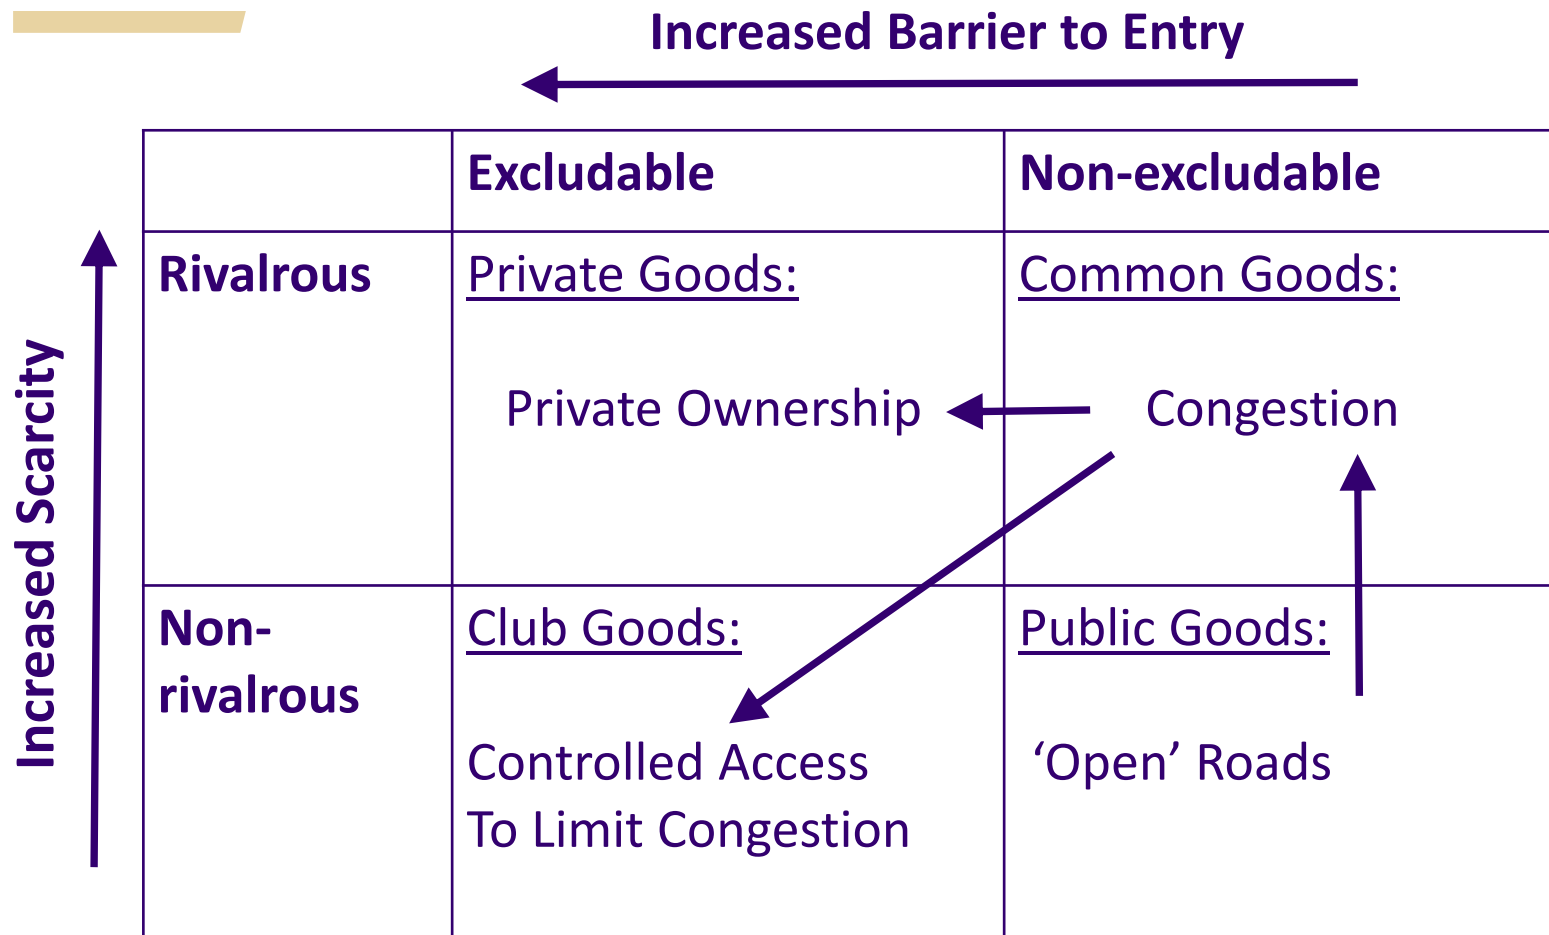 Increased Barrier to Entry
Increased Scarcity
Excludable
Non-excludable
Rivalrous
Private Goods:
Common Goods:
Private Ownership
Congestion
Non-
rivalrous
Club Goods:
Public Goods:
Controlled Access
To Limit Congestion
‘Open’ Roads